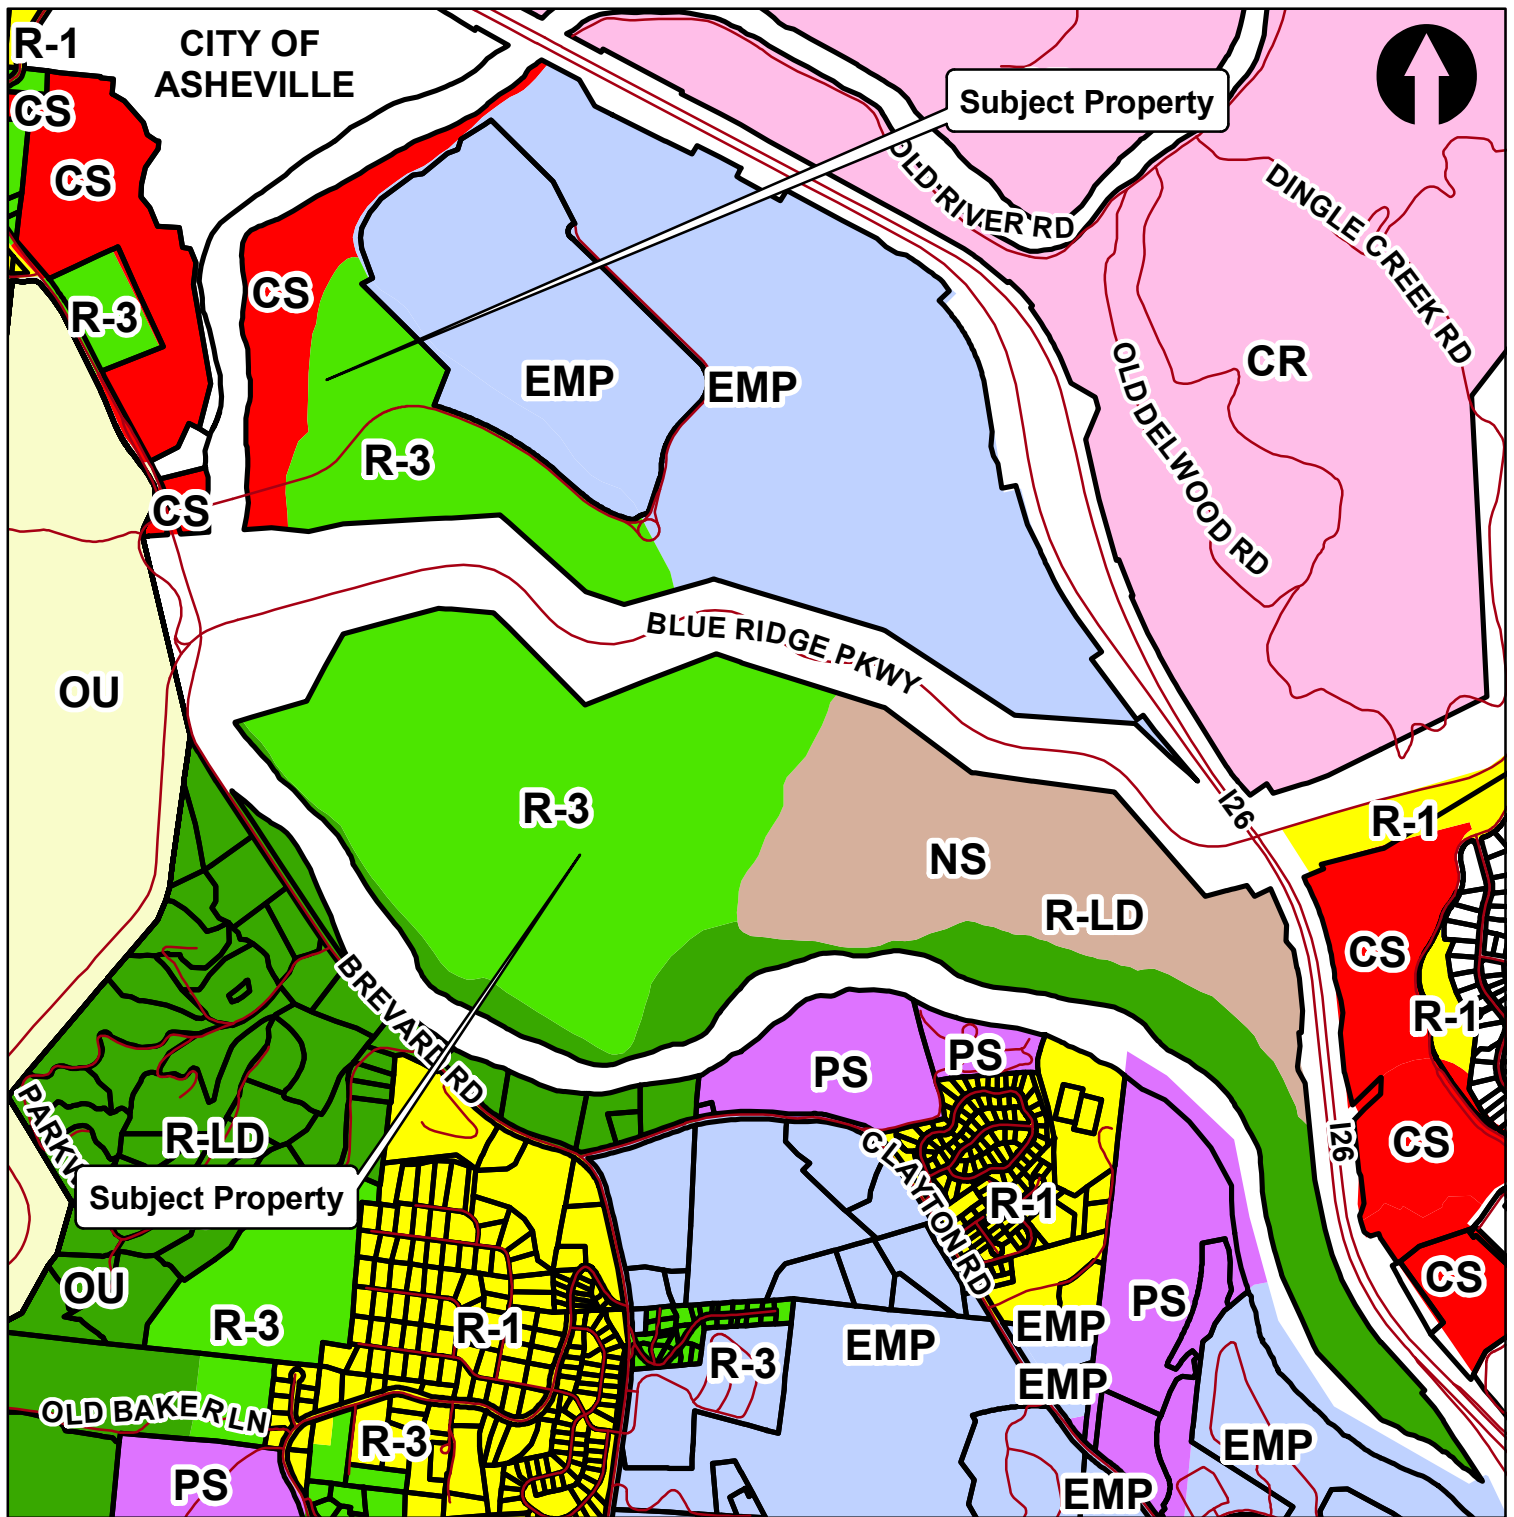 R-1
CITY OF
ASHEVILLE
Subject Property
CS
CS
OLD RIVER RD
DINGLE CREEK RD
CS
R-3
EMP
EMP
CR
OLD DELWOOD RD
R-3
CS
BLUE RIDGE PKWY
OU
R-3
I26
R-1
NS
R-LD
CS
R-1
BREVARD RD
PS
PS
R-LD
I26
CS
CLAYTON RD
R-1
Subject Property
OU
R-3
R-1
R-3
EMP
EMP
EMP
PS
CS
OLD BAKER LN
R-3
EMP
PS
EMP